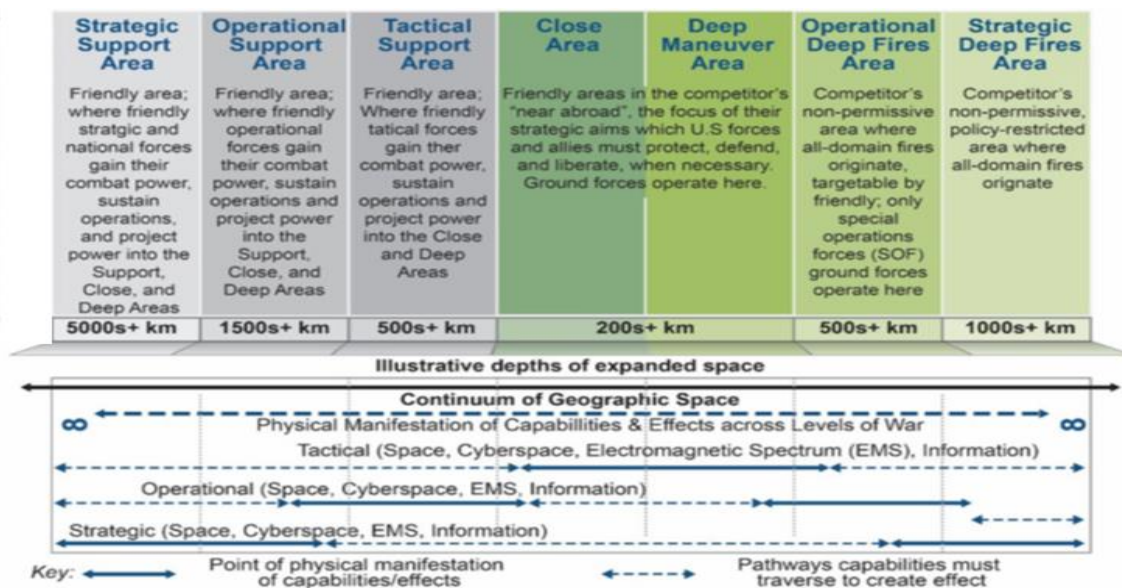 Strategic
Support
Area
Friendly area;
where friendly
stratgic and
national forces
gain their
combat power,
sustain
operations,
and project
power into the
Support,
Close, and
Deep Areas
5000s+ km
Operational
Support
Area
Friendly area;
where friendly
operational
forces gain
their combat
power, sustain
operations and
project power
into the
Support,
Close, and
Deep Areas
1500s+ km
Tactical
Support
Area
Friendly area;
Where friendly
tatical forces
gain ther
combat power,
sustain
operations and
project power
into the Close
and Deep
Areas
500s+ km
Close
Area
Deep
Maneuver
Area
Friendly areas in the competitor's
"near abroad", the focus of their
strategic aims which U.S forces
and allies must protect, defend,
and liberate, when necessary.
Ground forces operate here.
200s+ km
Operational
Deep Fires
Area
Competitor's
non-permissive
area where
all-domain fires
originate,
targetable by
friendly; only
special
operations
forces (SOF)
ground forces
operate here
500s+ km
Strategic
Deep Fires
Area
Competitor's
non-permissive,
policy-restricted
area where
all-domain fires
orignate
1000s+ km
Illustrative depths of expanded space
Continuum of Geographic Space
∞ ∞
Physical Manifestation of Capabillities & Effects across Levels of War
Tactical (Space, Cyberspace, Electromagnetic Spectrum (EMS), Information)
Operational (Space, Cyberspace, EMS, Information)
Strategic (Space, Cyberspace, EMS, Information)
Key:
Point of physical manifestation
of capabilities/effects
Pathways capabilities must
traverse to create effect